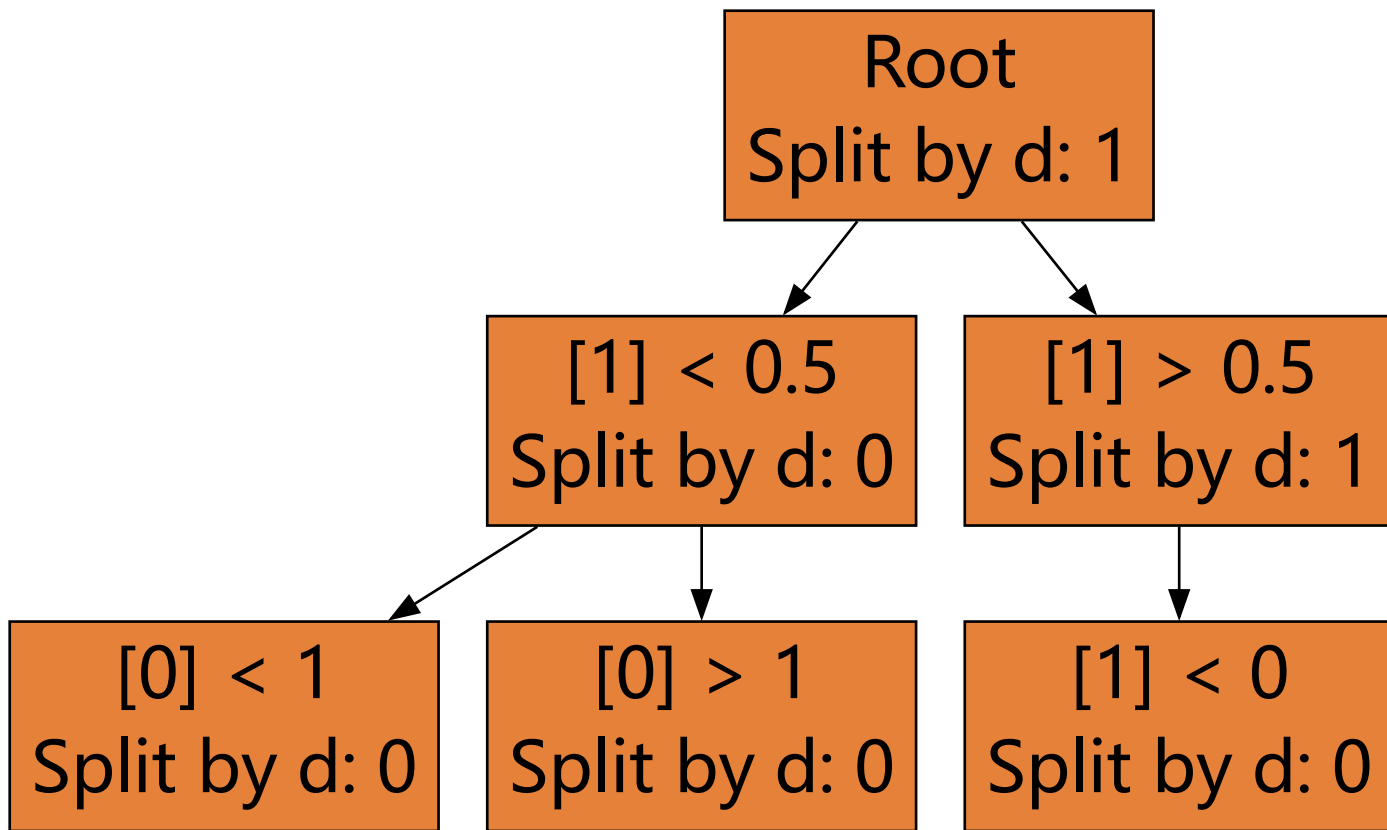 Root
Split by d: 1
[1] < 0.5
Split by d: 0
[1] > 0.5
Split by d: 1
[0] < 1
Split by d: 0
[0] > 1
Split by d: 0
[1] < 0
Split by d: 0